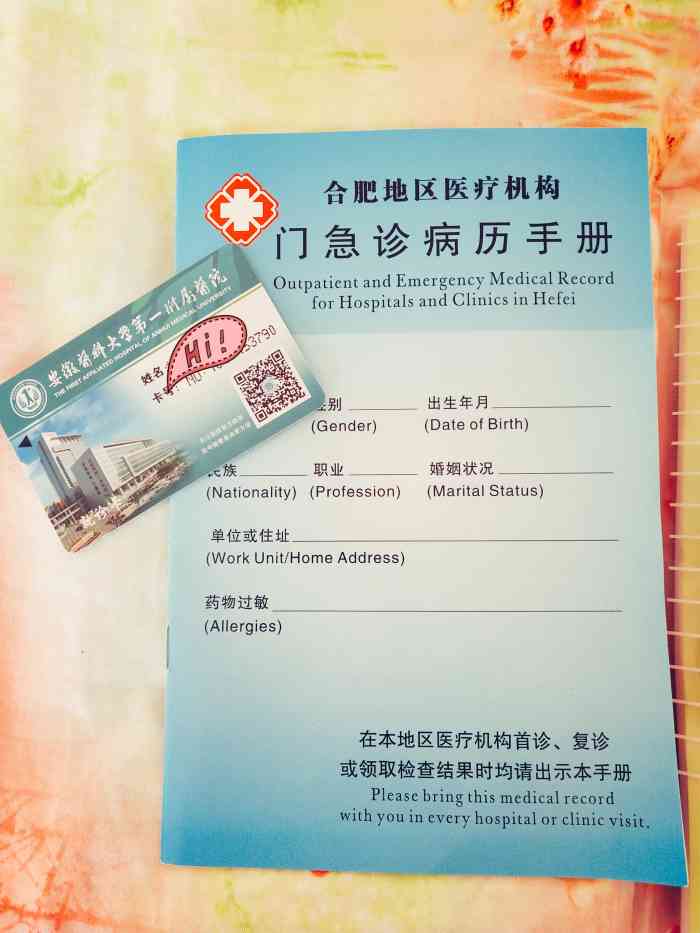 合肥地区医疗机构
门急诊病历手册
Outpatient and Emergency Medical Record
for Hospitals and Clinics in Hefei
安徽医科大学第一附属医院
THE FIRST AFFILIATED HOSPITAL OF ANHUI MEDICAL UNIVERSITY
姓名
卡号:
Hi!
3790
性别 出生年月
(Gender) (Date of Birth)
民族 职业 婚姻状况
(Nationality) (Profession) (Marital Status)
单位或住址
(Work Unit/Home Address)
药物过敏
(Allergies)
在本地区医疗机构首诊、复诊
或领取检查结果时均请出示本手册
Please bring this medical record
with you in every hospital or clinic visit.